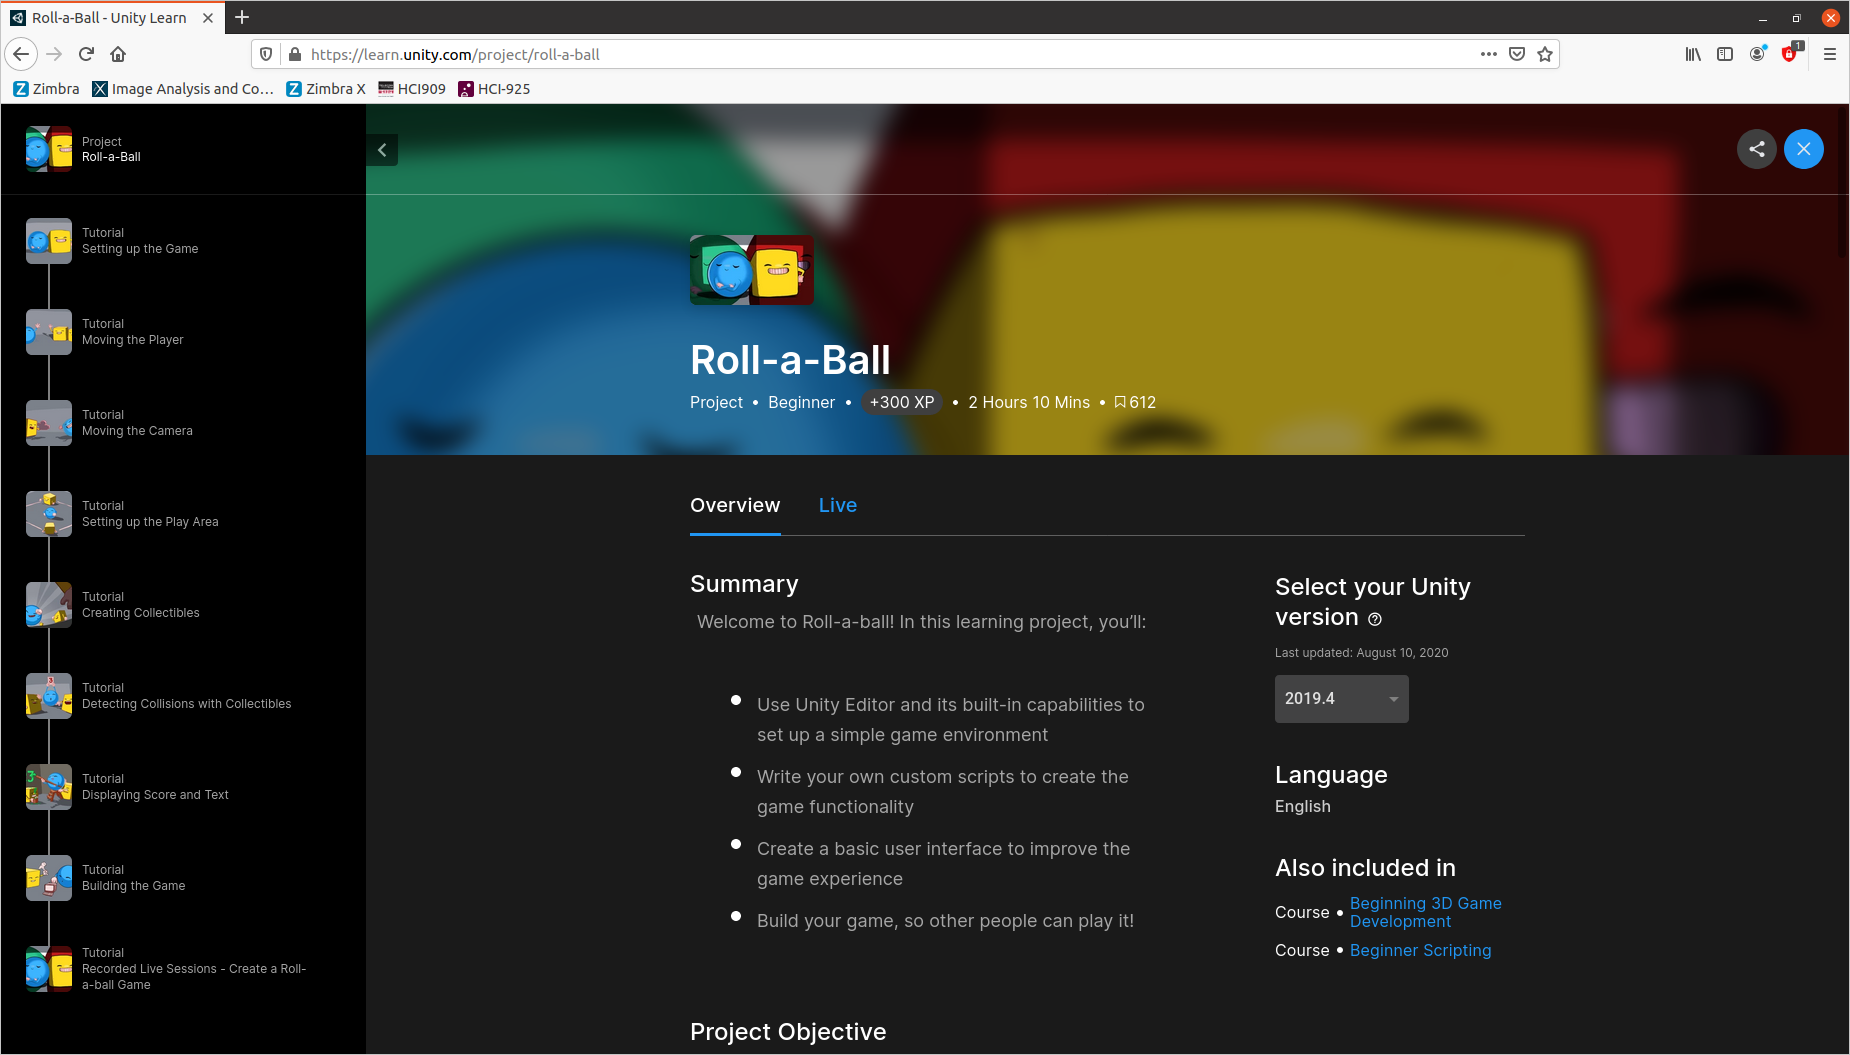 Roll-a-Ball - Unity Learn
https://learn.unity.com/project/roll-a-ball
1
Zimbra
Image Analysis and Co...
Zimbra X
HCI909
HCI-925
Project
Roll-a-Ball
Tutorial
Setting up the Game
Tutorial
Moving the Player
Tutorial
Moving the Camera
Tutorial
Setting up the Play Area
Tutorial
Creating Collectibles
Tutorial
Detecting Collisions with Collectibles
Tutorial
Displaying Score and Text
Tutorial
Building the Game
Tutorial
Recorded Live Sessions - Create a Roll-
a-ball Game
Roll-a-Ball
Project • Beginner • +300 XP • 2 Hours 10 Mins • 612
Overview Live
Summary
Welcome to Roll-a-ball! In this learning project, you’ll:
• Use Unity Editor and its built-in capabilities to
set up a simple game environment
• Write your own custom scripts to create the
game functionality
• Create a basic user interface to improve the
game experience
• Build your game, so other people can play it!
Project Objective
Select your Unity
version
Last updated: August 10, 2020
2019.4
Language
English
Also included in
Course • Beginning 3D Game
Development
Course • Beginner Scripting